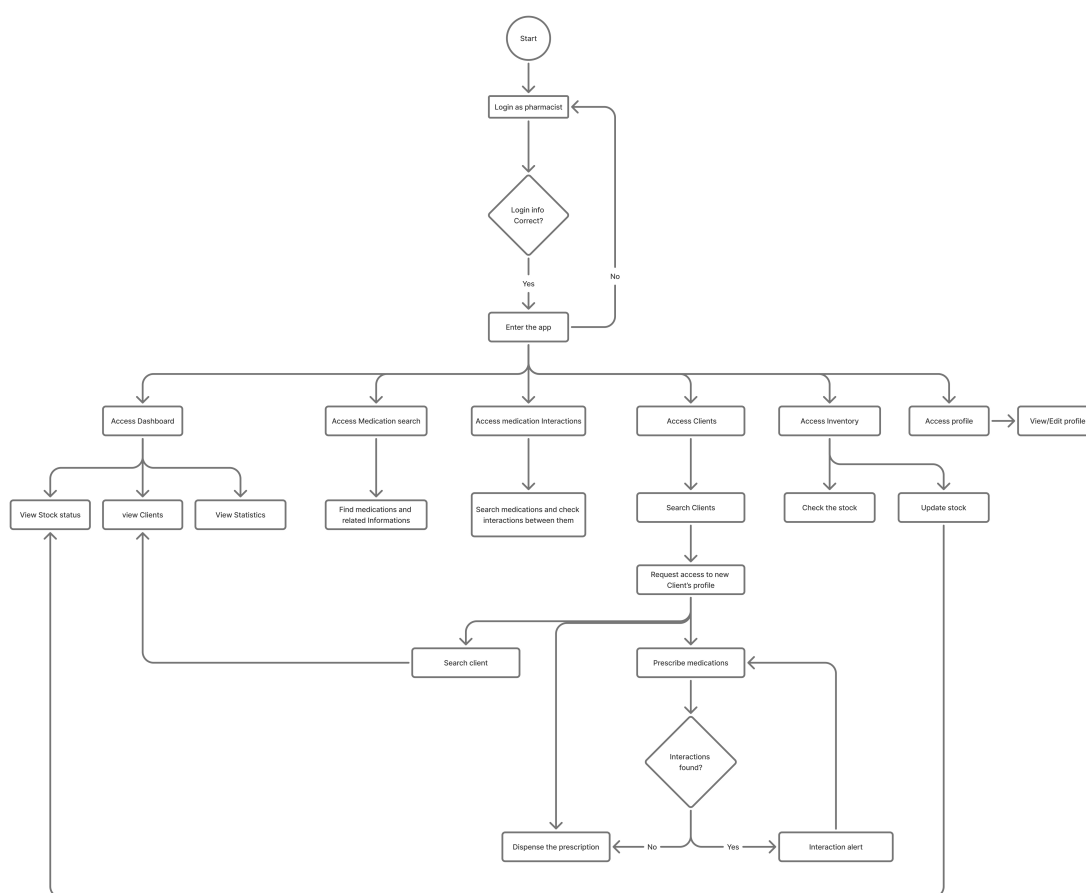 Start
Login as pharmacist
Login info
Correct?
No
Yes
Enter the app
Access Dashboard
Access Medication search
Access medication Interactions
Access Clients
Access Inventory
Access profile
View/Edit profile
View Stock status
view Clients
View Statistics
Find medications and
related Informations
Search medications and check
interactions between them
Search Clients
Check the stock
Update stock
Request access to new
Client's profile
Search client
Prescribe medications
Interactions
found?
Dispense the prescription
No
Yes
Interaction alert